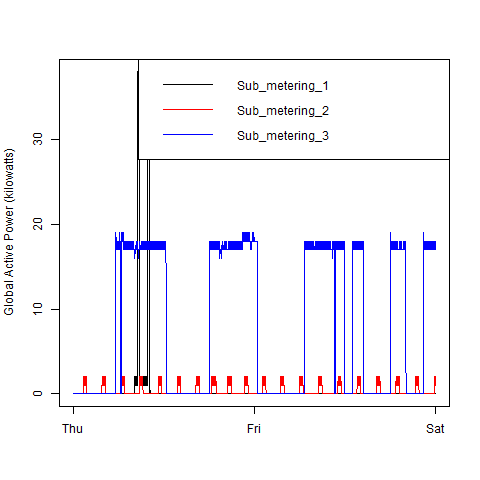 Sub_metering_1
Sub_metering_2
Sub_metering_3
Global Active Power (kilowatts)
30
20
10
0
Thu Fri Sat